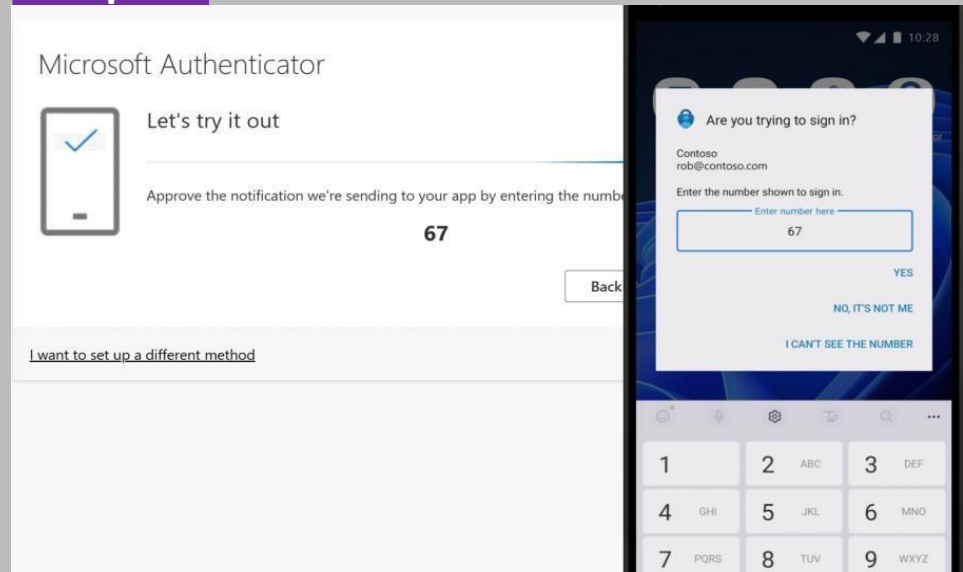 Microsoft Authenticator
Let's try it out
Approve the notification we're sending to your app by entering the
67
Back
I want to set up a different method
10:28
Are you trying to sign in?
Contoso
rob@contoso.com
Enter the number shown to sign in.
Enter number here
67
YES
NO, IT'S NOT ME
I CAN'T SEE THE NUMBER
1
2 ABC
3 DEF
4 GHI
5 JKL
6 MNO
7 PQRS
8 TUV
9 WXYZ